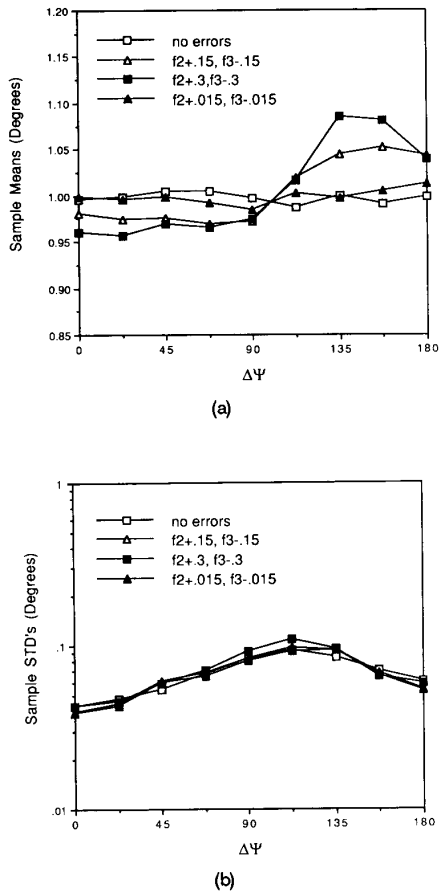 1.20
1.15
1.10
1.05
1.00
0.95
0.90
0.85
Sample Means (Degrees)
no errors
f2+.15, f3-.15
f2+.3,f3-.3
f2+.015, f3-.015
0 45 90 135 180
ΔΨ
(a)
1
.1
.01
Sample STD's (Degrees)
no errors
f2+.15, f3-.15
f2+.3, f3-.3
f2+.015, f3-.015
0 45 90 135 180
ΔΨ
(b)